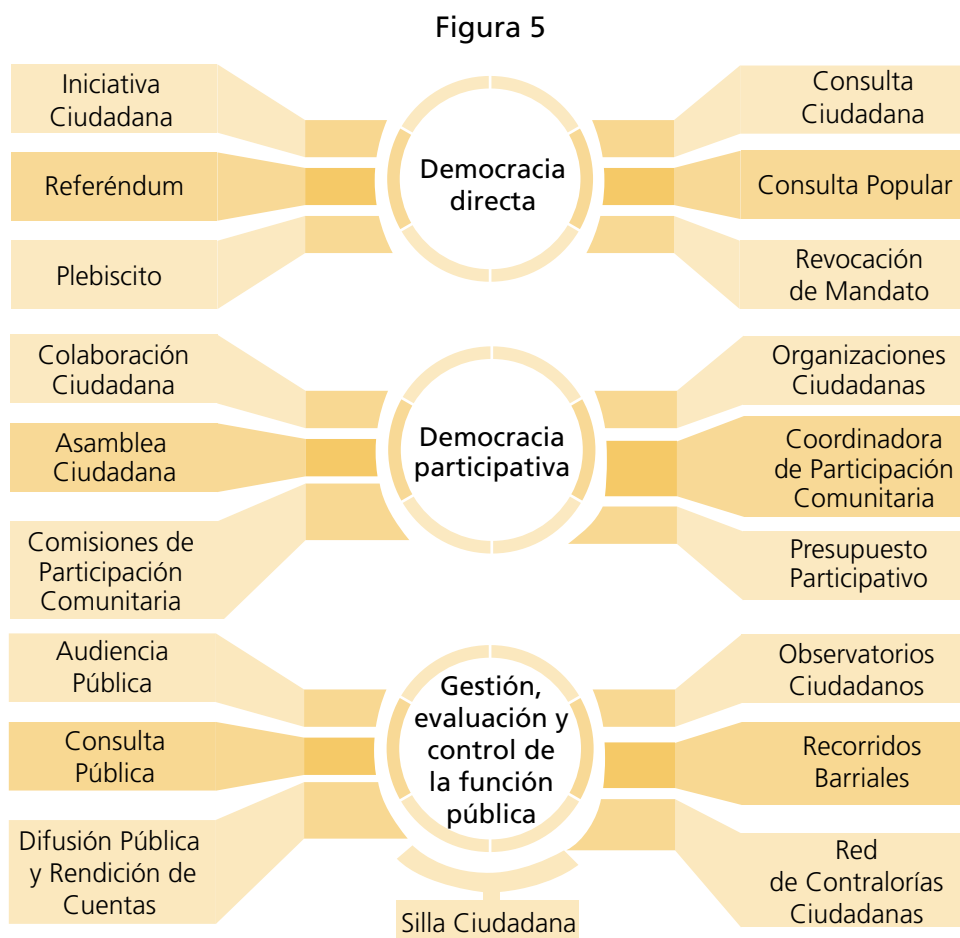 Figura 5
Iniciativa
Ciudadana
Referéndum
Plebiscito
Democracia
directa
Consulta
Ciudadana
Consulta Popular
Revocación
de Mandato
Colaboración
Ciudadana
Asamblea
Ciudadana
Comisiones de
Participación
Comunitaria
Democracia
participativa
Organizaciones
Ciudadanas
Coordinadora
de Participación
Comunitaria
Presupuesto
Participativo
Audiencia
Pública
Consulta
Pública
Difusión Pública
y Rendición de
Cuentas
Gestión,
evaluación y
control de
la función
pública
Silla Ciudadana
Observatorios
Ciudadanos
Recorridos
Barriales
Red
de Contralorías
Ciudadanas